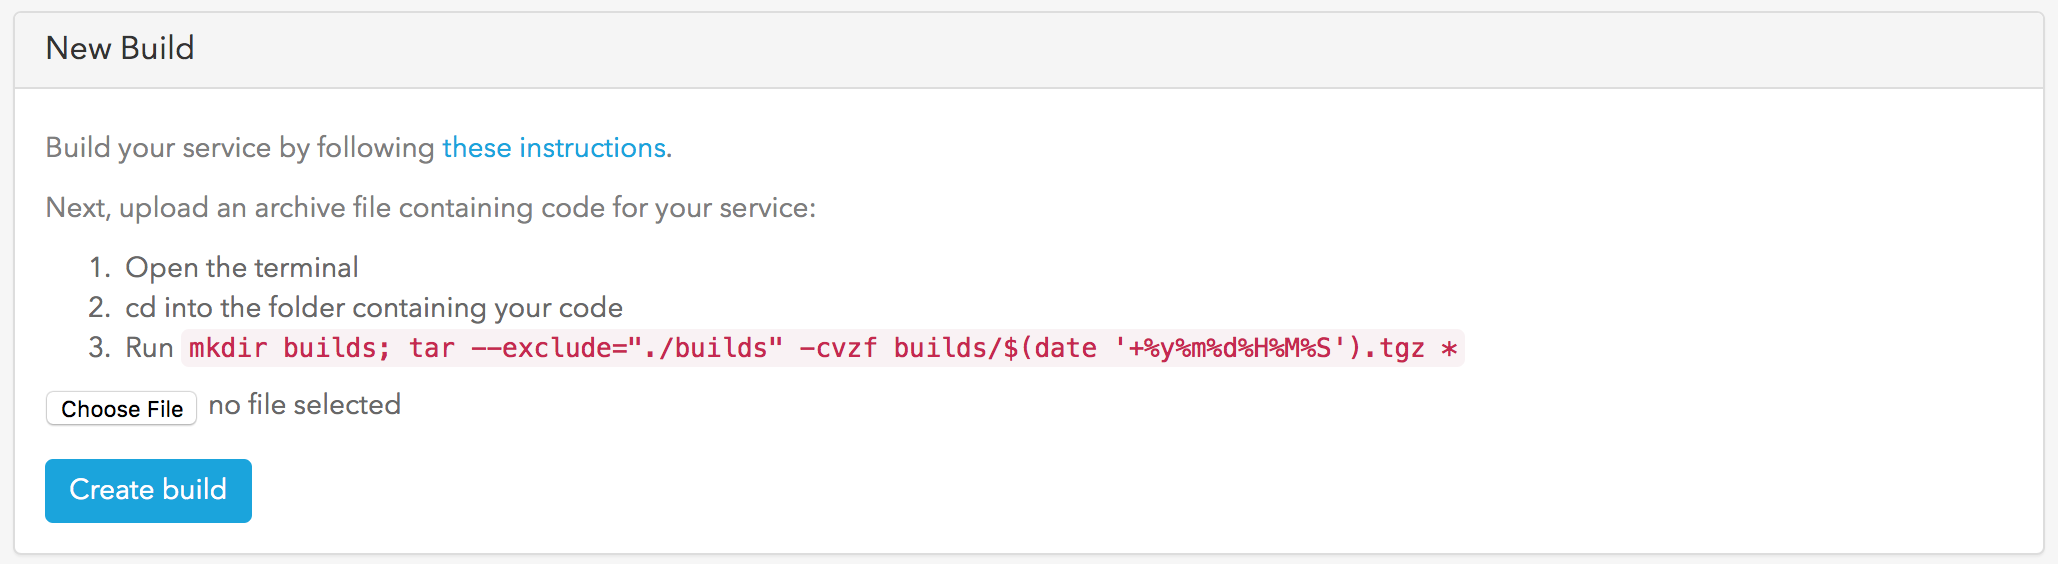 New Build
Build your service by following these instructions.
Next, upload an archive file containing code for your service:
1. Open the terminal
2. cd into the folder containing your code
3. Run mkdir builds; tar --exclude="./builds" -cvzf builds/$(date '+%y%m%d%H%M%S').tgz *
Choose File no file selected
Create build